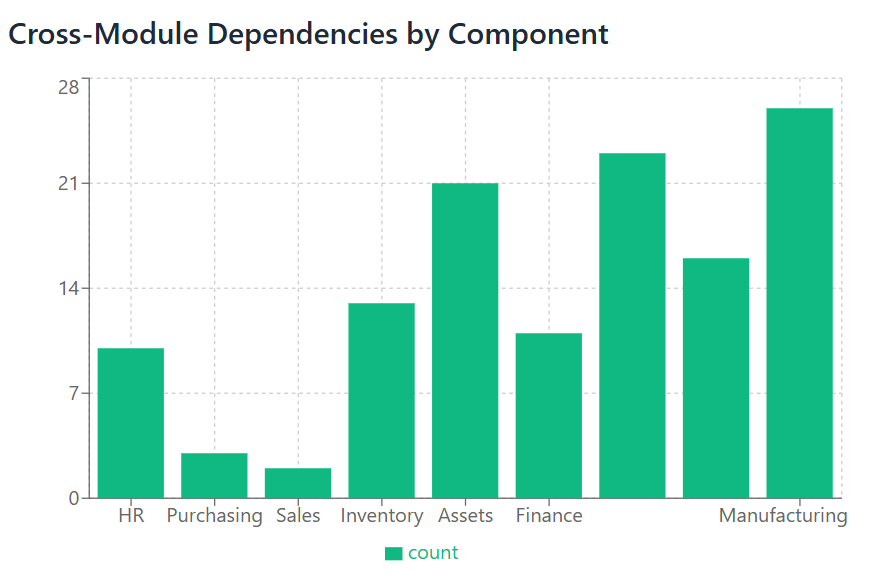 Cross-Module Dependencies by Component
28
21
14
7
0
HR Purchasing Sales Inventory Assets Finance Manufacturing
count